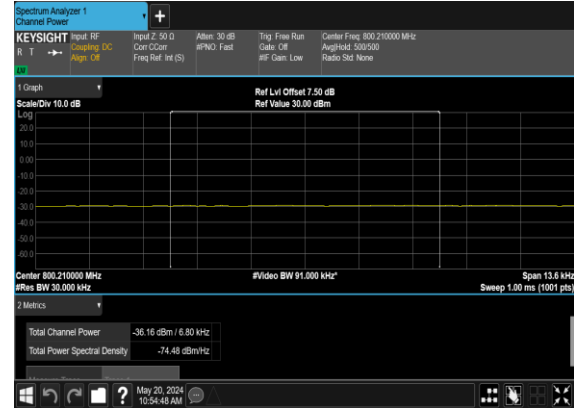 Spectrum Analyzer 1
Channel Power
+
KEYSIGHT
R T
Input: RF
Coupling: DC
Align: Off
Input Z: 50 Ω
Corr CCorr
Freq Ref: Int (S)
Atten: 30 dB
#PNO: Fast
Trig: Free Run
Gate: Off
#IF Gain: Low
Center Freq: 800.210000 MHz
Avg|Hold: 500/500
Radio Std: None
1 Graph
Scale/Div 10.0 dB
Ref Lvl Offset 7.50 dB
Ref Value 30.00 dBm
Log
20.0
10.0
0.00
-10.0
-20.0
-30.0
-40.0
-50.0
-60.0
Center 800.210000 MHz
#Res BW 30.000 kHz
#Video BW 91.000 kHz*
Span 13.6 kHz
Sweep 1.00 ms (1001 pts)
2 Metrics
Total Channel Power -36.16 dBm / 6.80 kHz
Total Power Spectral Density -74.48 dBm/Hz
?
May 20, 2024
10:54:48 AM